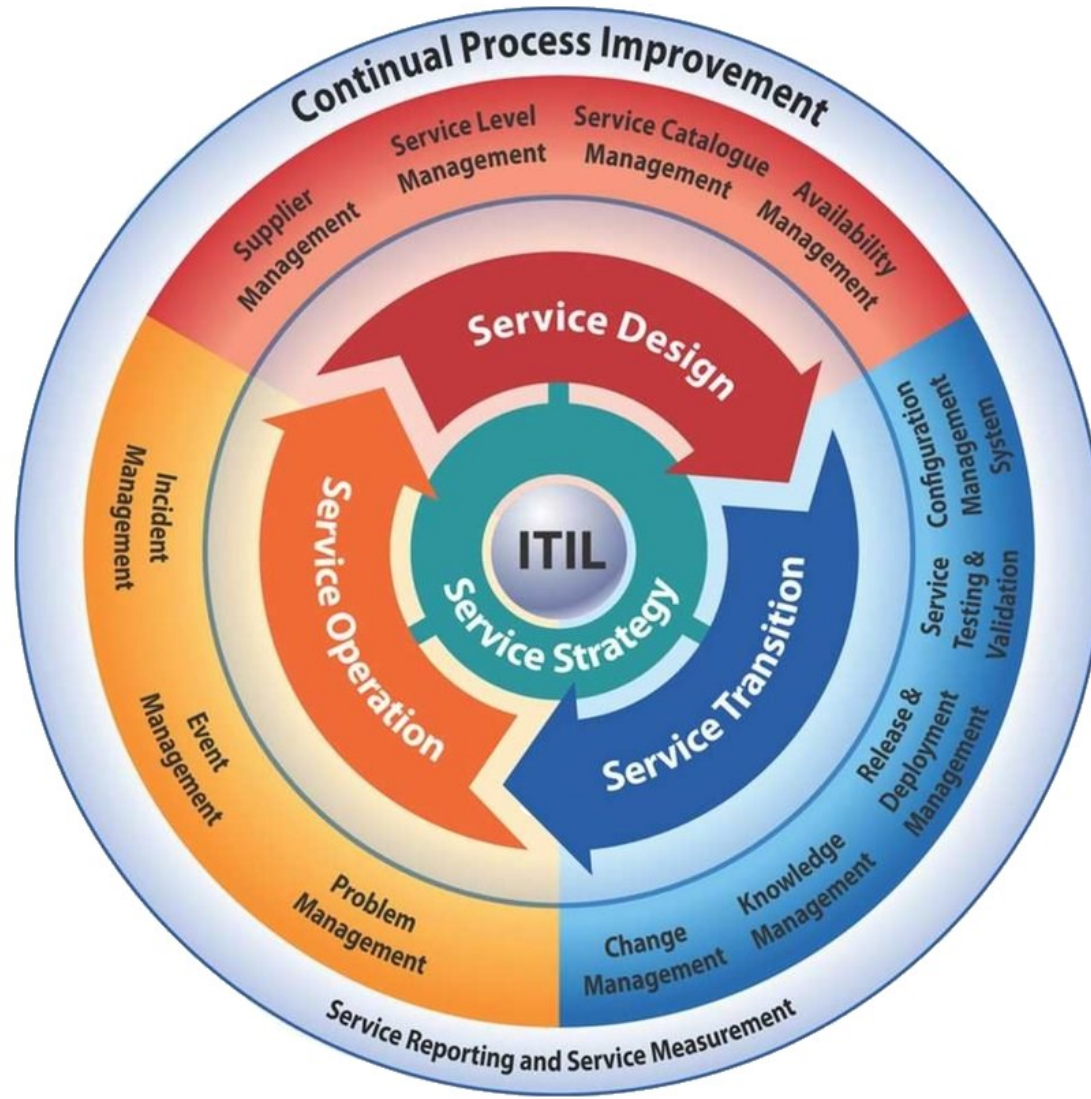 Continual Process Improvement
Supplier
Management
Service Level
Management
Service Catalogue
Management
Availability
Management
Configuration
Management
System
Service
Testing &
Validation
Release &
Deployment
Management
Knowledge
Management
Change
Management
Problem
Management
Event
Management
Incident
Management
Service Design
Service Transition
Service Operation
Service Strategy
ITIL
Service Reporting and Service Measurement